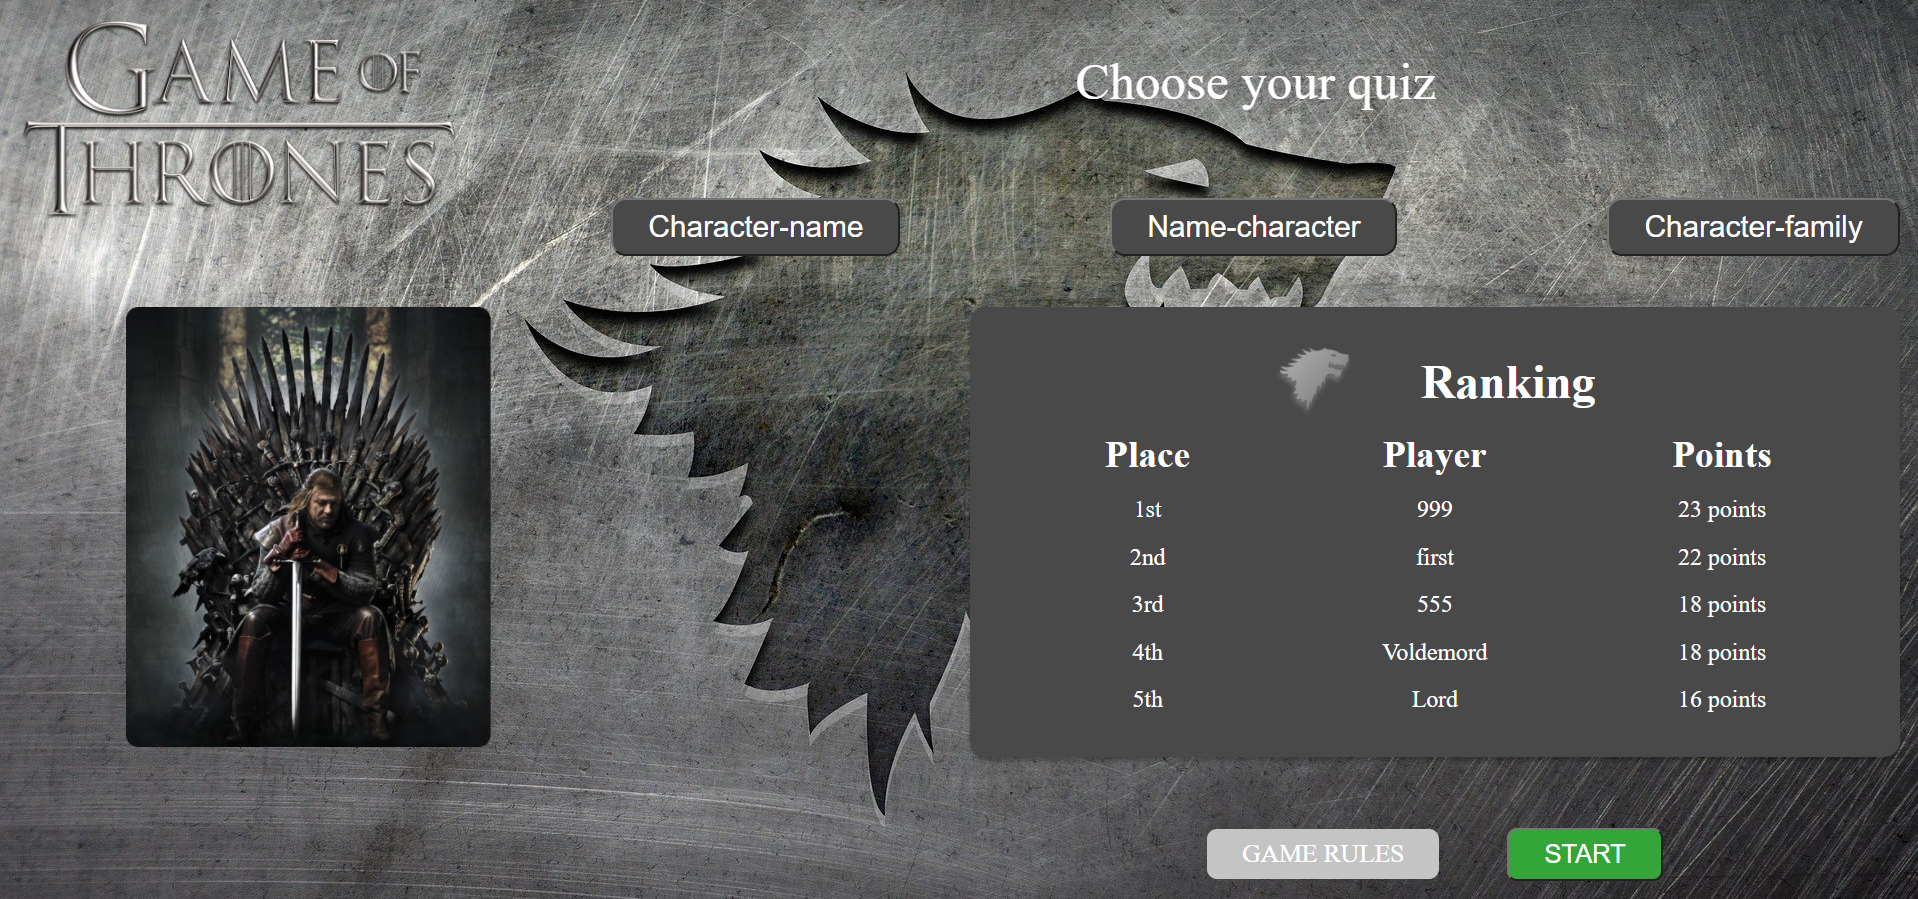 GAME OF
THRONES
Choose your quiz
Character-name
Name-character
Character-family
Ranking
Place Player Points
1st 999 23 points
2nd first 22 points
3rd 555 18 points
4th Voldemord 18 points
5th Lord 16 points
GAME RULES
START